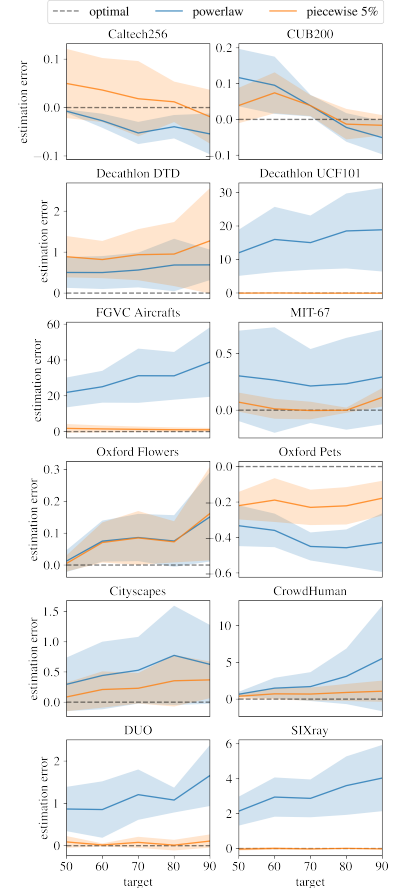 optimal powerlaw piecewise 5%
Caltech256 CUB200
estimation error
0.1
0.0
−0.1
0.2
0.1
0.0
0.1
Decathlon DTD Decathlon UCF101
estimation error
2
1
0
30
20
10
0
FGVC Aircrafts MIT-67
estimation error
60
40
20
0
0.5
0.0
Oxford Flowers Oxford Pets
estimation error
0.3
0.2
0.1
0.0
0.0
0.2
0.4
0.6
Cityscapes CrowdHuman
estimation error
1.5
1.0
0.5
0.0
10
5
0
DUO SIXray
estimation error
2
1
0
6
4
2
0
50 60 70 80 90 50 60 70 80 90
target target